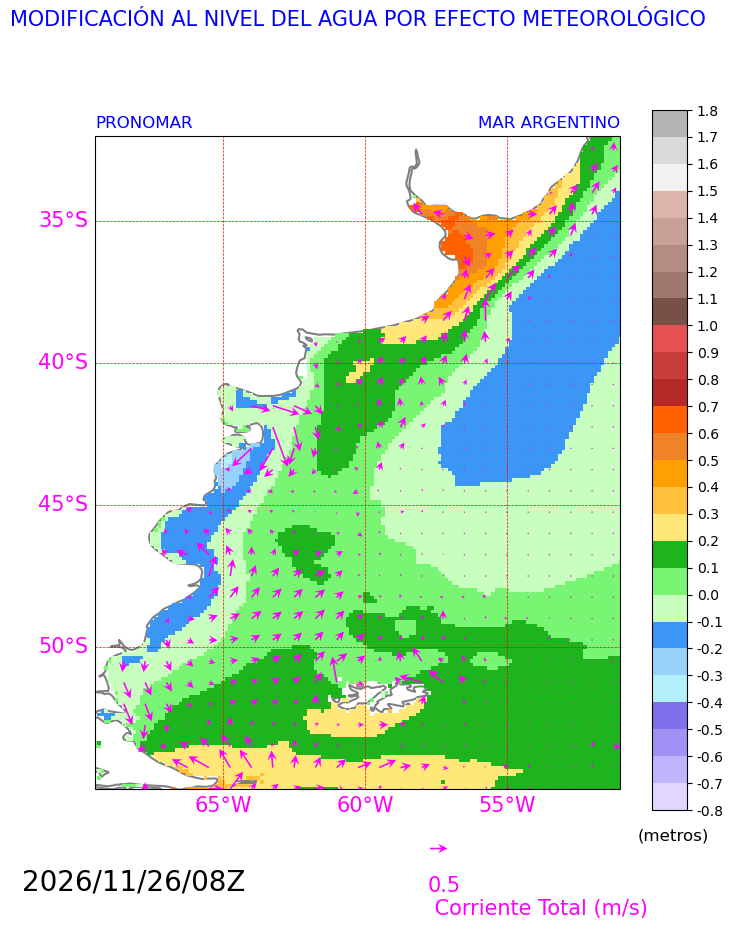 MODIFICACIÓN AL NIVEL DEL AGUA POR EFECTO METEOROLÓGICO
PRONOMAR
MAR ARGENTINO
35°S
40°S
45°S
50°S
65°W
60°W
55°W
1.8
1.7
1.6
1.5
1.4
1.3
1.2
1.1
1.0
0.9
0.8
0.7
0.6
0.5
0.4
0.3
0.2
0.1
0.0
-0.1
-0.2
-0.3
-0.4
-0.5
-0.6
-0.7
-0.8
(metros)
2026/11/26/08Z
0.5
Corriente Total (m/s)